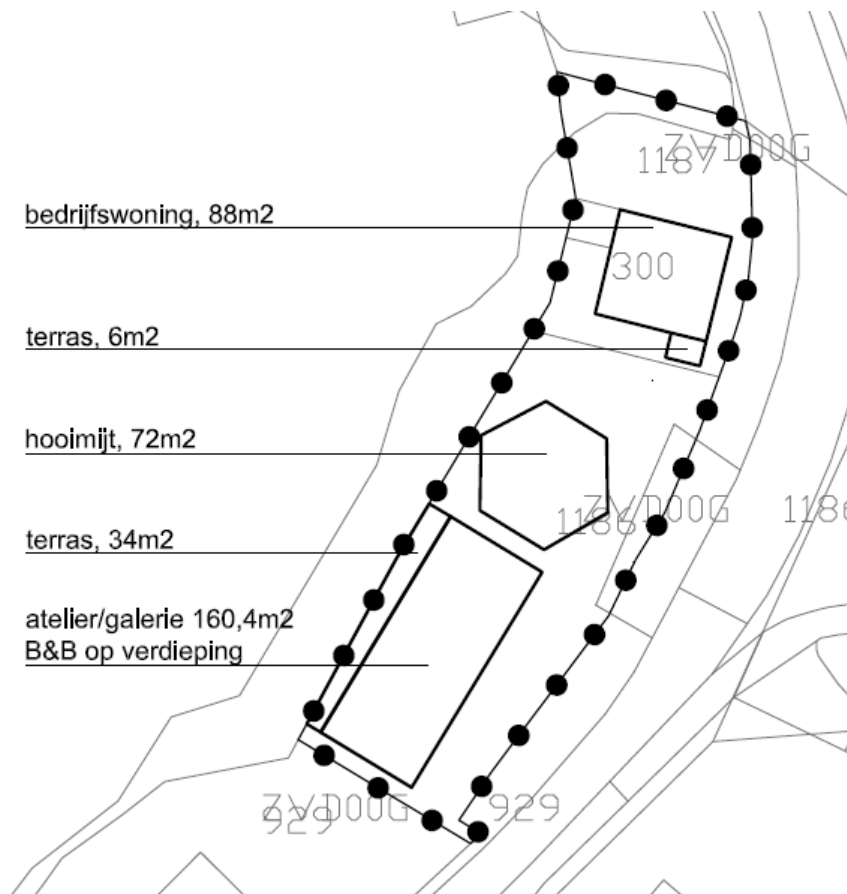 ZVD00G
1187
bedrijfswoning, 88m2
300
terras, 6m2
hooimijt, 72m2
ZVD00G
1186
1186
terras, 34m2
atelier/galerie 160,4m2
B&B op verdieping
ZVD00G
929
929